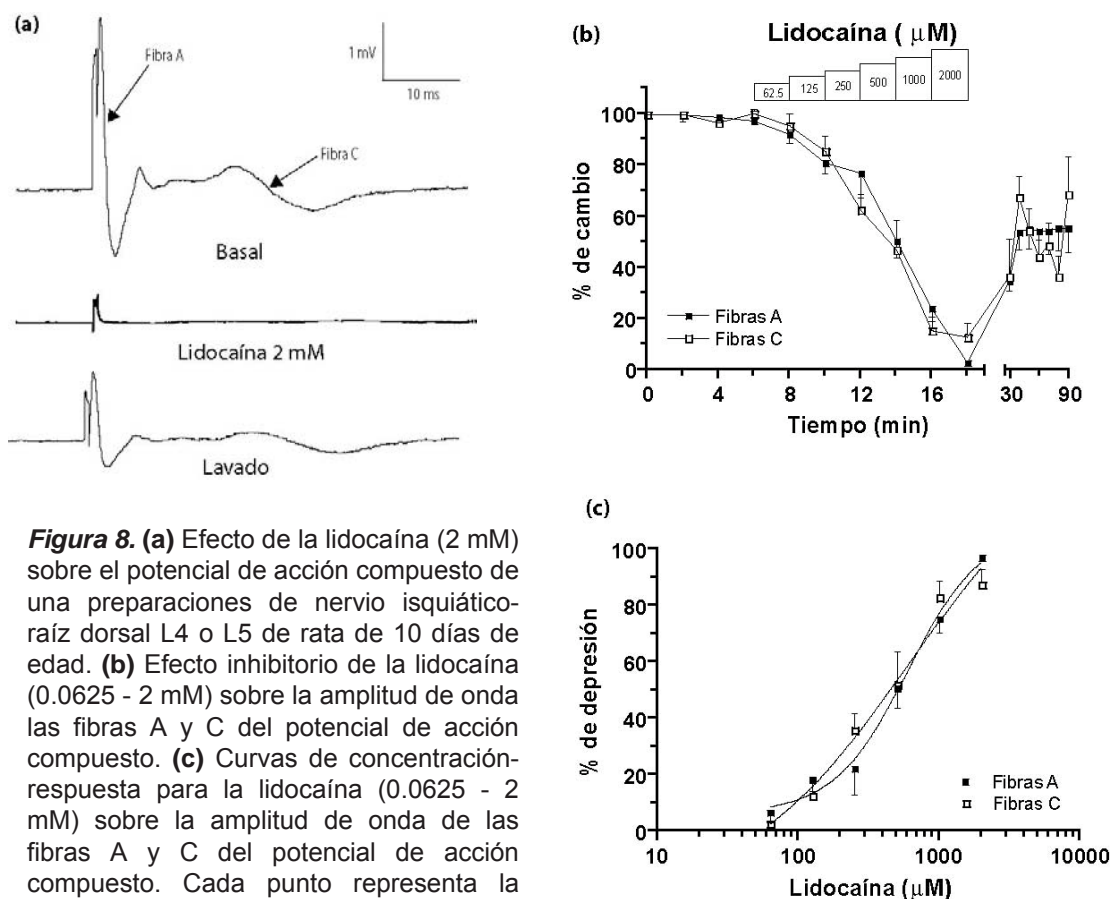 (a)
Fibra A
1 mV
10 ms
Fibra C
Basal
Lidocaína 2 mM
Lavado
(b)
Lidocaína ( µM)
62.5 125 250 500 1000 2000
% de cambio
100
80
60
40
20
0
Fibras A
Fibras C
0 4 8 12 16 30 90
Tiempo (min)
Figura 8. (a) Efecto de la lidocaína (2 mM)
sobre el potencial de acción compuesto de
una preparaciones de nervio isquiático-
raíz dorsal L4 o L5 de rata de 10 días de
edad. (b) Efecto inhibitorio de la lidocaína
(0.0625 - 2 mM) sobre la amplitud de onda
las fibras A y C del potencial de acción
compuesto. (c) Curvas de concentración-
respuesta para la lidocaína (0.0625 - 2
mM) sobre la amplitud de onda de las
fibras A y C del potencial de acción
compuesto. Cada punto representa la
(c)
% de depresión
100
80
60
40
20
0
Fibras A
Fibras C
10 100 1000 10000
Lidocaína (µM)